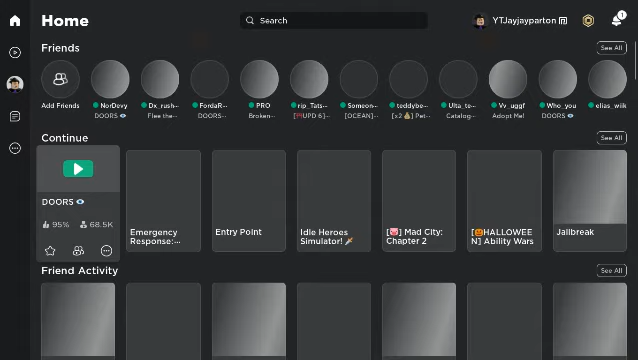 Home
Search
YTJayjayparton
1
Friends
See All
Add Friends
NorDevy
DOORS 👁
Dx_rush--
Flee the--
FordaR--
DOORS--
PRO
Broken--
rip_Tats--
[🎌UPD 6]--
Someon--
[OCEAN]--
teddybe--
[x2 💰] Pet--
Ulta_te--
Catalog--
Vv_uggf
Adopt Me!
Who_you
DOORS 👁
elias_wiik
Continue
See All
DOORS 👁
95%
68.5K
Emergency
Response:--
Entry Point
Idle Heroes
Simulator!
Mad City:
Chapter 2
[🎃HALLOWEE
N] Ability Wars
Jailbreak
Friend Activity
See All